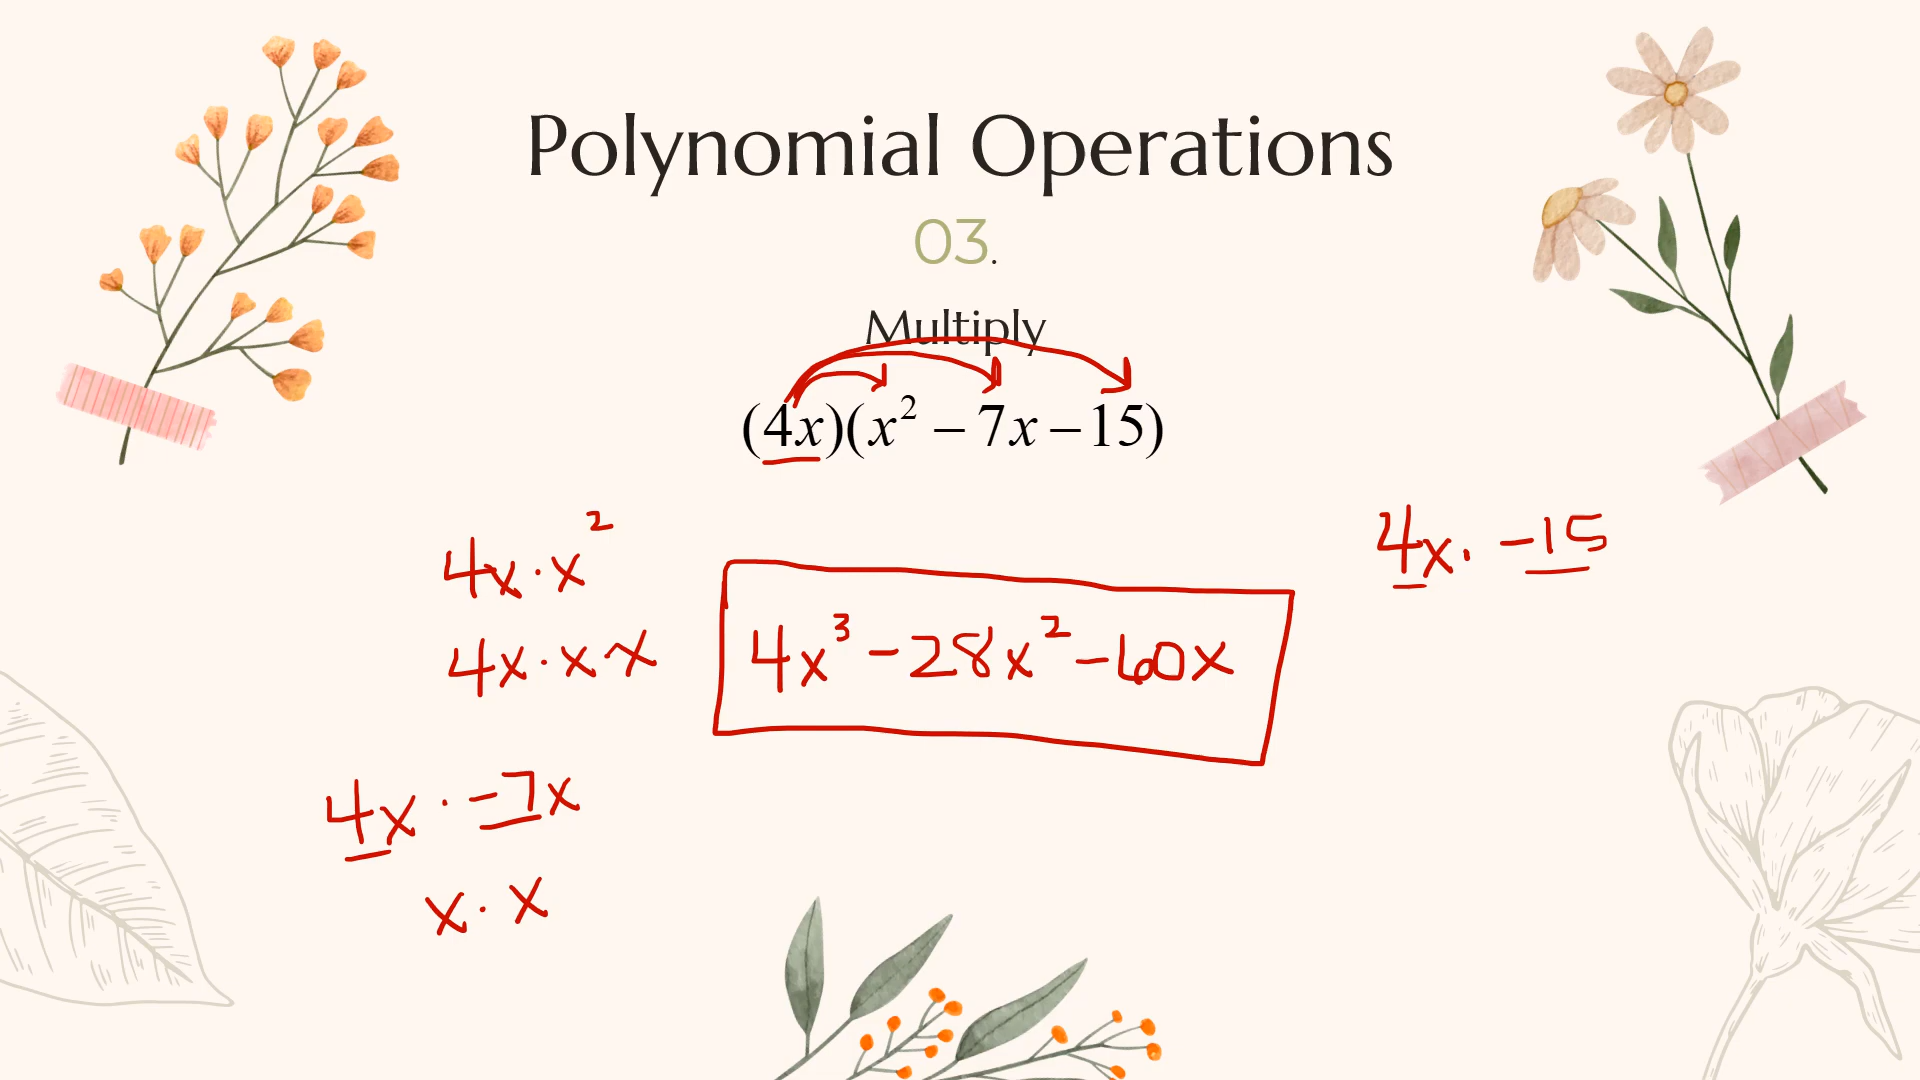 Polynomial Operations
03.
Multiply
(4x)(x² − 7x − 15)
4x · x²
4x · x · x
4x · −7x
x · x
4x³ − 28x² − 60x
4x · −15